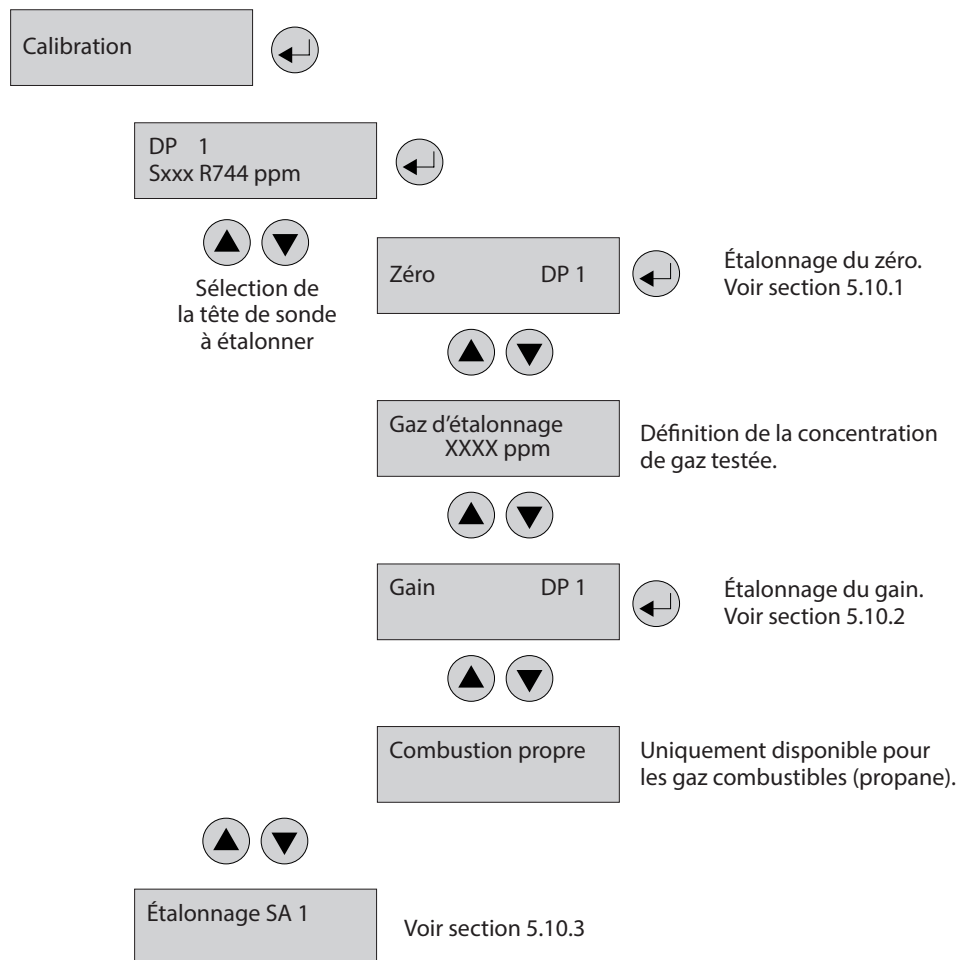 Calibration
DP 1
Sxxx R744 ppm
Sélection de
la tête de sonde
à étalonner
Zéro DP 1
Étalonnage du zéro.
Voir section 5.10.1
Gaz d’étalonnage
XXXX ppm
Définition de la concentration
de gaz testée.
Gain DP 1
Étalonnage du gain.
Voir section 5.10.2
Combustion propre
Uniquement disponible pour
les gaz combustibles (propane).
Étalonnage SA 1
Voir section 5.10.3